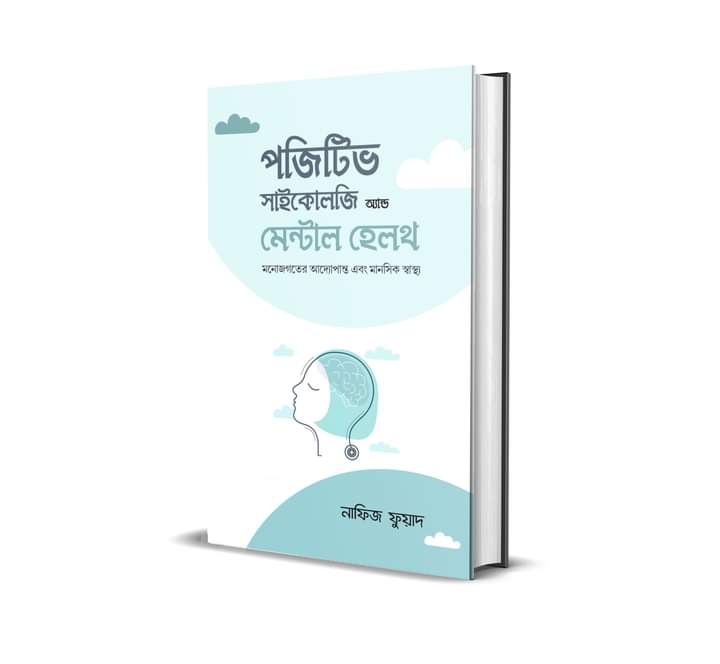 পজিটিভ
সাইকোলজি অ্যান্ড
মেন্টাল হেলথ
মনোজগতের আদ্যোপান্ত এবং মানসিক স্বাস্থ্য
নাফিজ ফুয়াদ